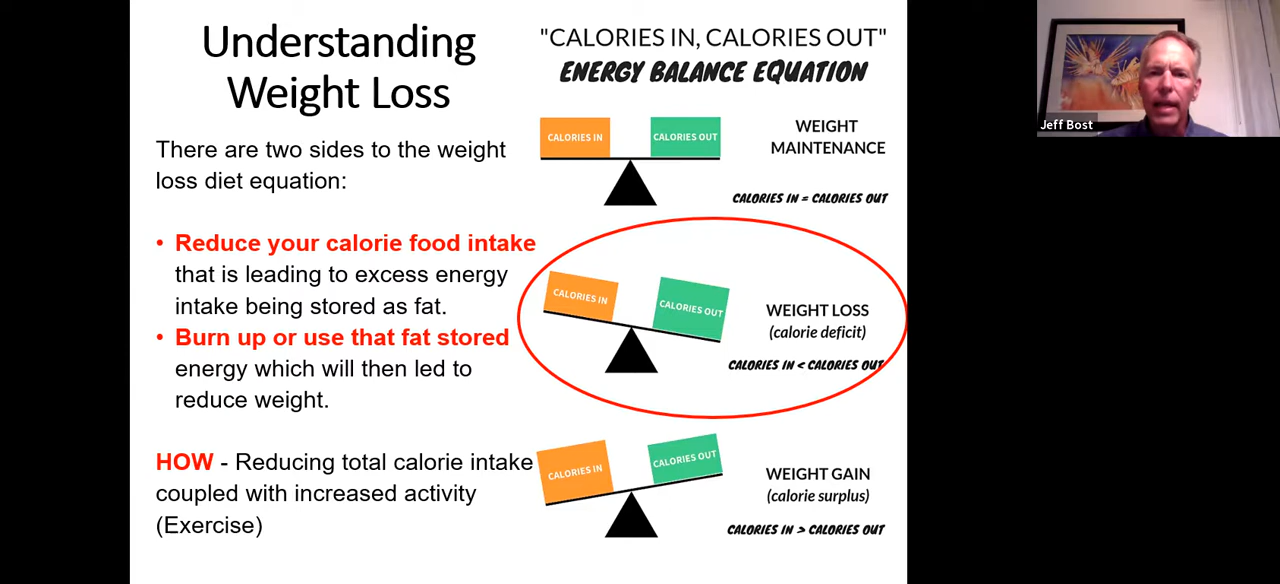 Understanding
Weight Loss
There are two sides to the weight
loss diet equation:
• Reduce your calorie food intake
that is leading to excess energy
intake being stored as fat.
• Burn up or use that fat stored
energy which will then led to
reduce weight.
HOW - Reducing total calorie intake
coupled with increased activity
(Exercise)
"CALORIES IN, CALORIES OUT"
ENERGY BALANCE EQUATION
CALORIES IN
CALORIES OUT
WEIGHT
MAINTENANCE
CALORIES IN = CALORIES OUT
CALORIES IN
CALORIES OUT
WEIGHT LOSS
(calorie deficit)
CALORIES IN < CALORIES OUT
CALORIES IN
CALORIES OUT
WEIGHT GAIN
(calorie surplus)
CALORIES IN > CALORIES OUT
Jeff Bost